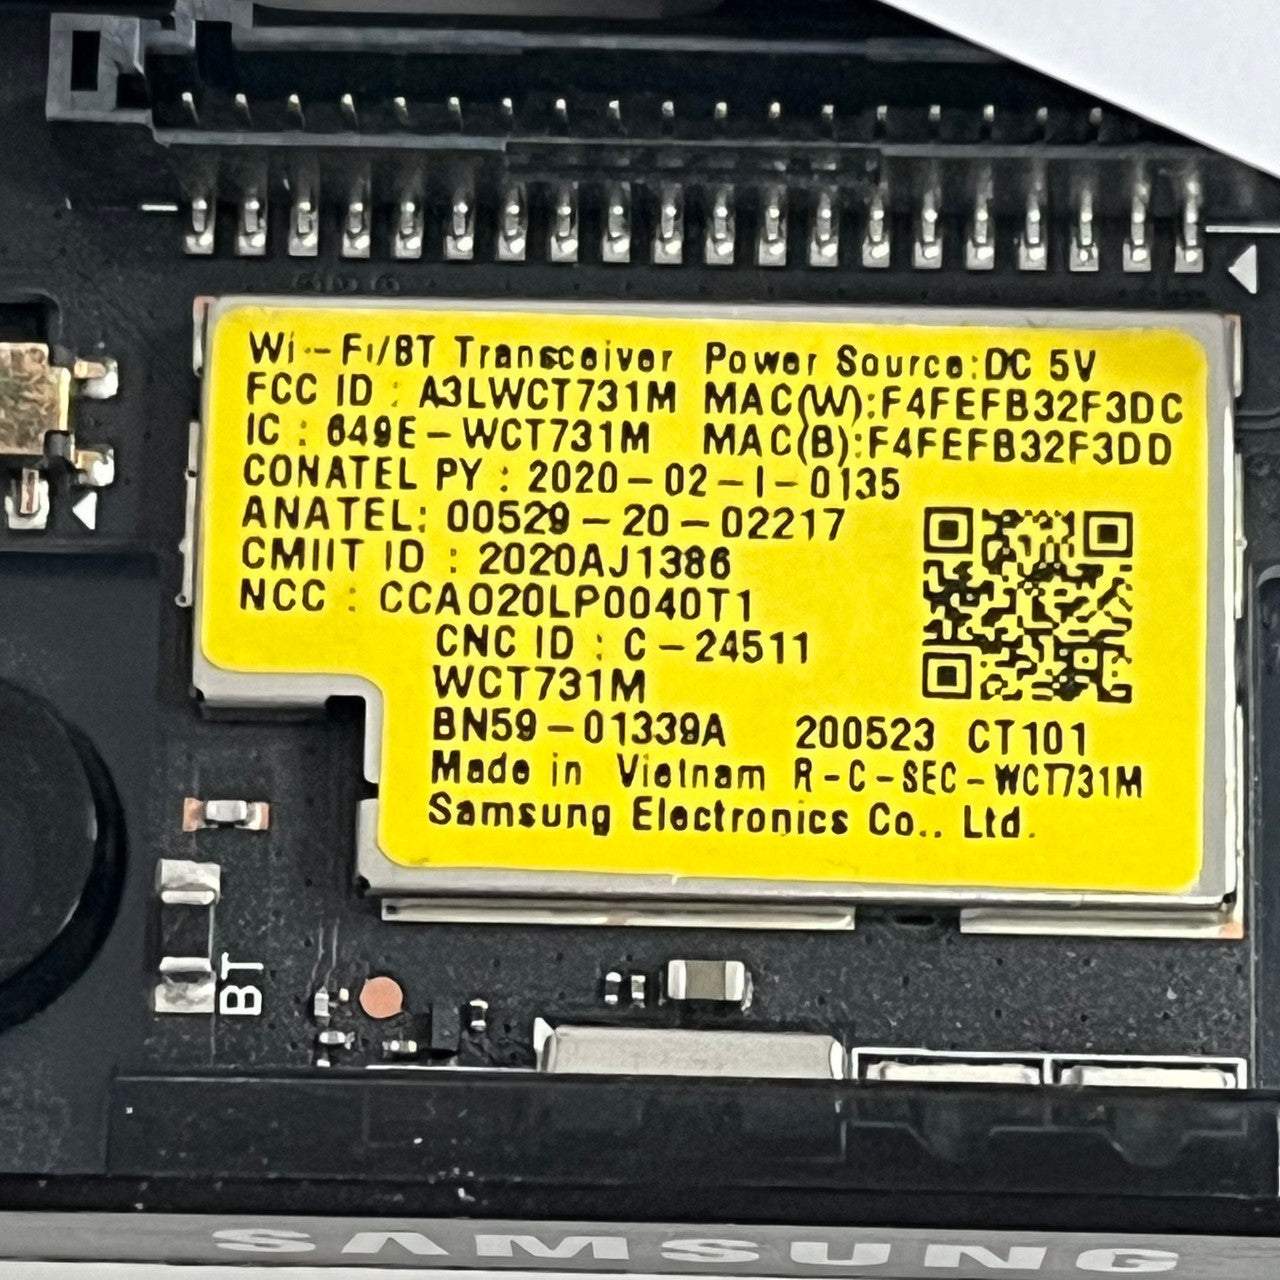 Wi-Fi/BT Transceiver Power Source:DC 5V
FCC ID : A3LWCT731M MAC(W):F4FEFB32F3DC
IC : 649E-WCT731M MAC(B):F4FEFB32F3DD
CONATEL PY : 2020-02-I-0135
ANATEL: 00529-20-02217
CMIIT ID : 2020AJ1386
NCC : CCAO20LP0040T1
CNC ID : C-24511
WCT731M
BN59-01339A 200523 CT101
Made in Vietnam R-C-SEC-WCT731M
Samsung Electronics Co., Ltd.
BT
SAMSUNG